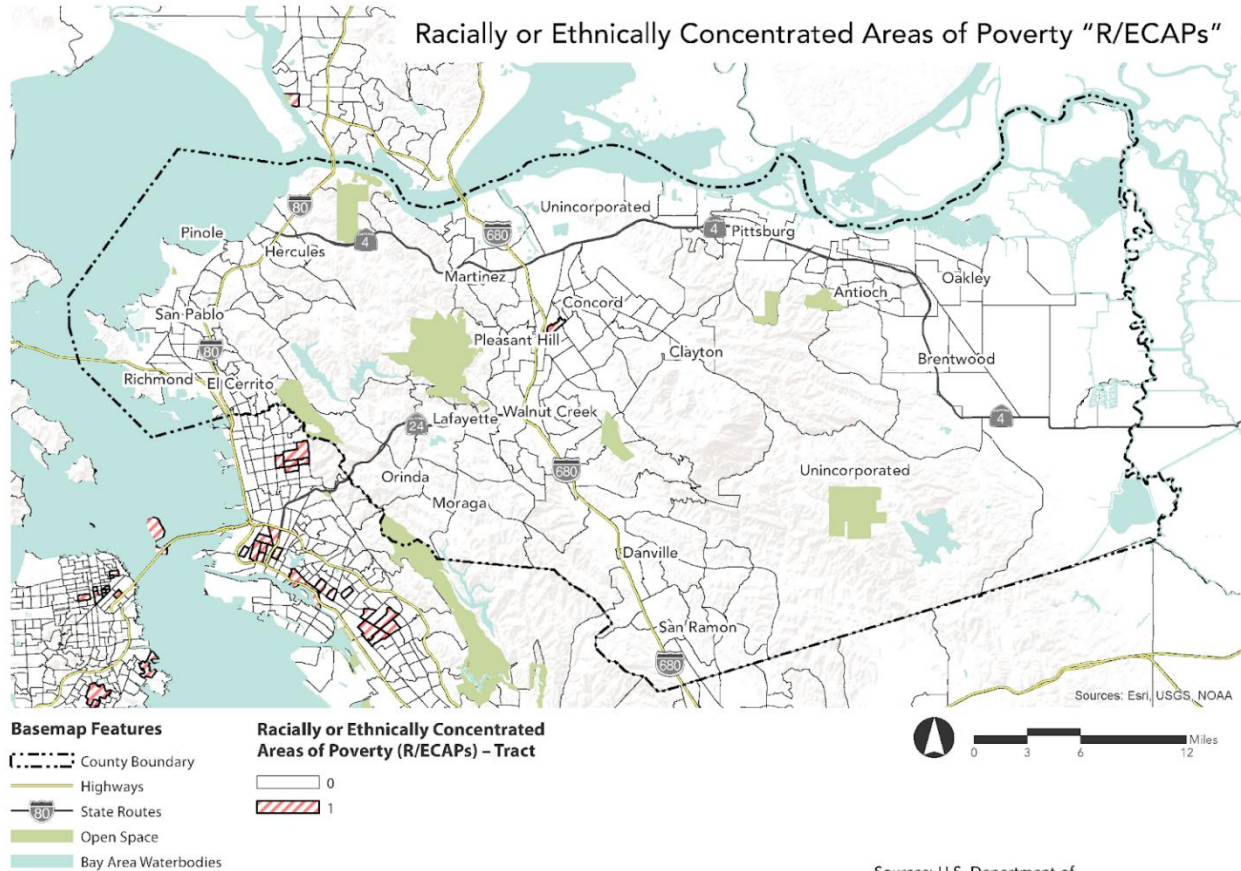 Racially or Ethnically Concentrated Areas of Poverty “R/ECAPs”
80
Unincorporated
680
4
Pittsburg
Pinole
Hercules
4
Martinez
Oakley
Antioch
San Pablo
Concord
Pleasant Hill
Clayton
80
Brentwood
Richmond
El Cerrito
Lafayette
Walnut Creek
24
4
Orinda
680
Unincorporated
Moraga
Danville
San Ramon
680
Sources: Esri, USGS, NOAA
Basemap Features
County Boundary
Highways
80
State Routes
Open Space
Bay Area Waterbodies
Racially or Ethnically Concentrated
Areas of Poverty (R/ECAPs) – Tract
0
1
0 3 6 12 Miles